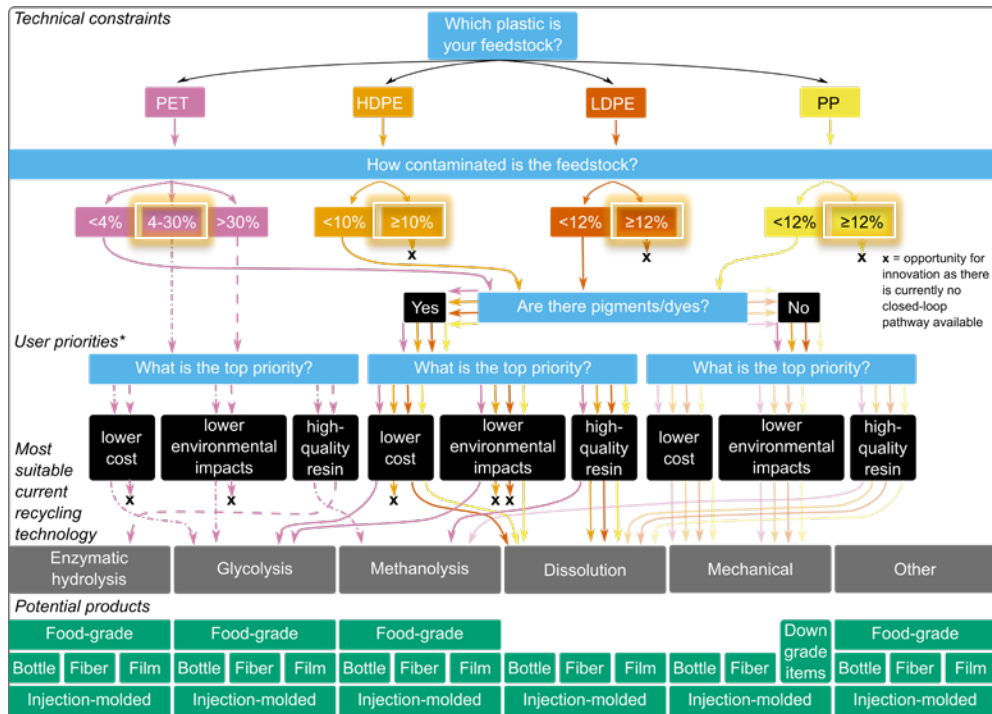 Technical constraints
Which plastic is
your feedstock?
PET
HDPE
LDPE
PP
How contaminated is the feedstock?
<4%
4-30%
>30%
<10%
≥10%
<12%
≥12%
<12%
≥12%
x
x
x
x = opportunity for
innovation as there
is currently no
closed-loop
pathway available
Yes
Are there pigments/dyes?
No
User priorities*
What is the top priority?
What is the top priority?
What is the top priority?
lower
cost
lower
environmental
impacts
high-
quality
resin
lower
cost
lower
environmental
impacts
high-
quality
resin
lower
cost
lower
environmental
impacts
high-
quality
resin
x
x
x
x x
Most
suitable
current
recycling
technology
Enzymatic
hydrolysis
Glycolysis
Methanolysis
Dissolution
Mechanical
Other
Potential products
Food-grade
Bottle Fiber Film
Injection-molded
Food-grade
Bottle Fiber Film
Injection-molded
Food-grade
Bottle Fiber Film
Injection-molded
Bottle Fiber Film
Injection-molded
Bottle Fiber
Down
grade
items
Injection-molded
Food-grade
Bottle Fiber Film
Injection-molded